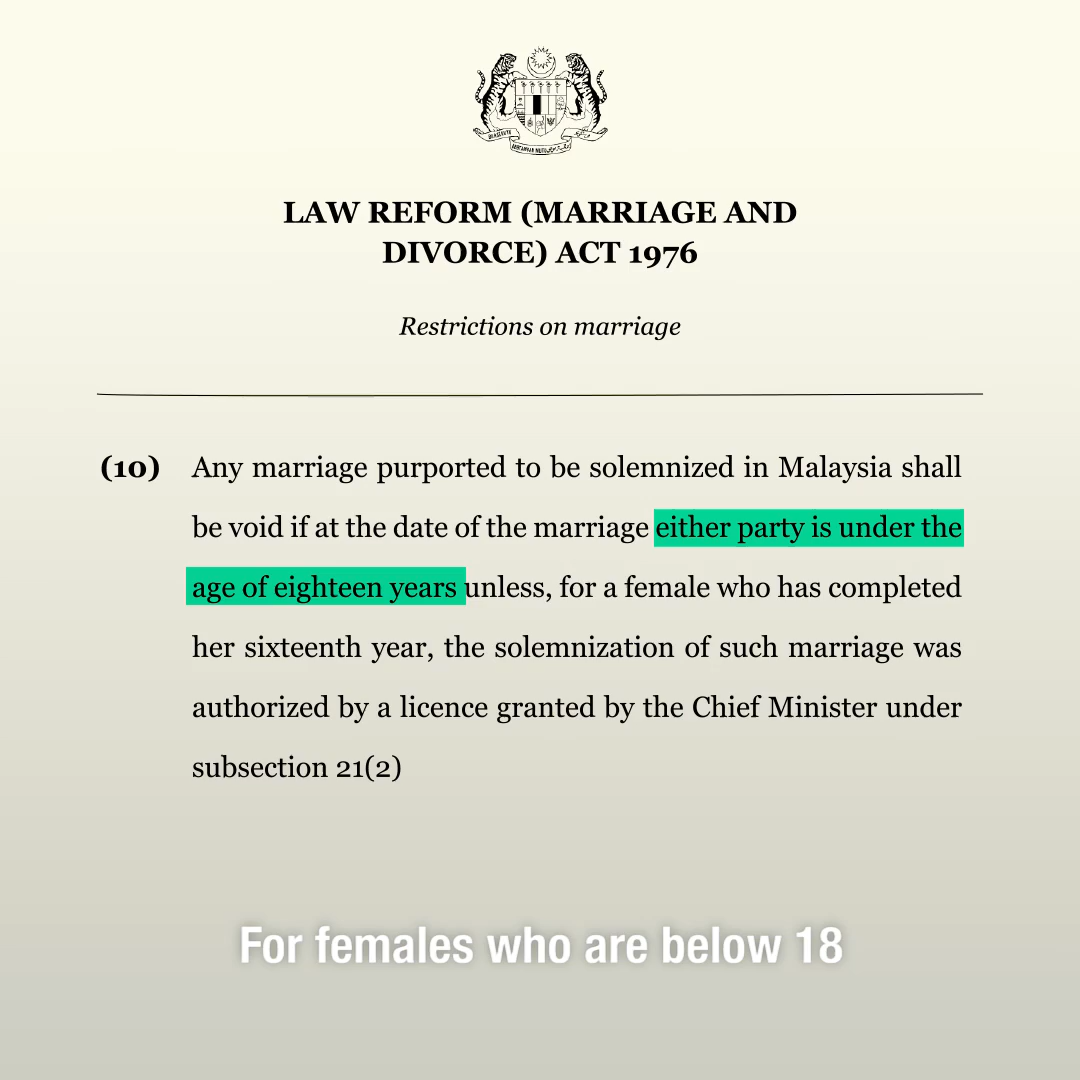 LAW REFORM (MARRIAGE AND
DIVORCE) ACT 1976
Restrictions on marriage
(10) Any marriage purported to be solemnized in Malaysia shall
be void if at the date of the marriage either party is under the
age of eighteen years unless, for a female who has completed
her sixteenth year, the solemnization of such marriage was
authorized by a licence granted by the Chief Minister under
subsection 21(2)
For females who are below 18